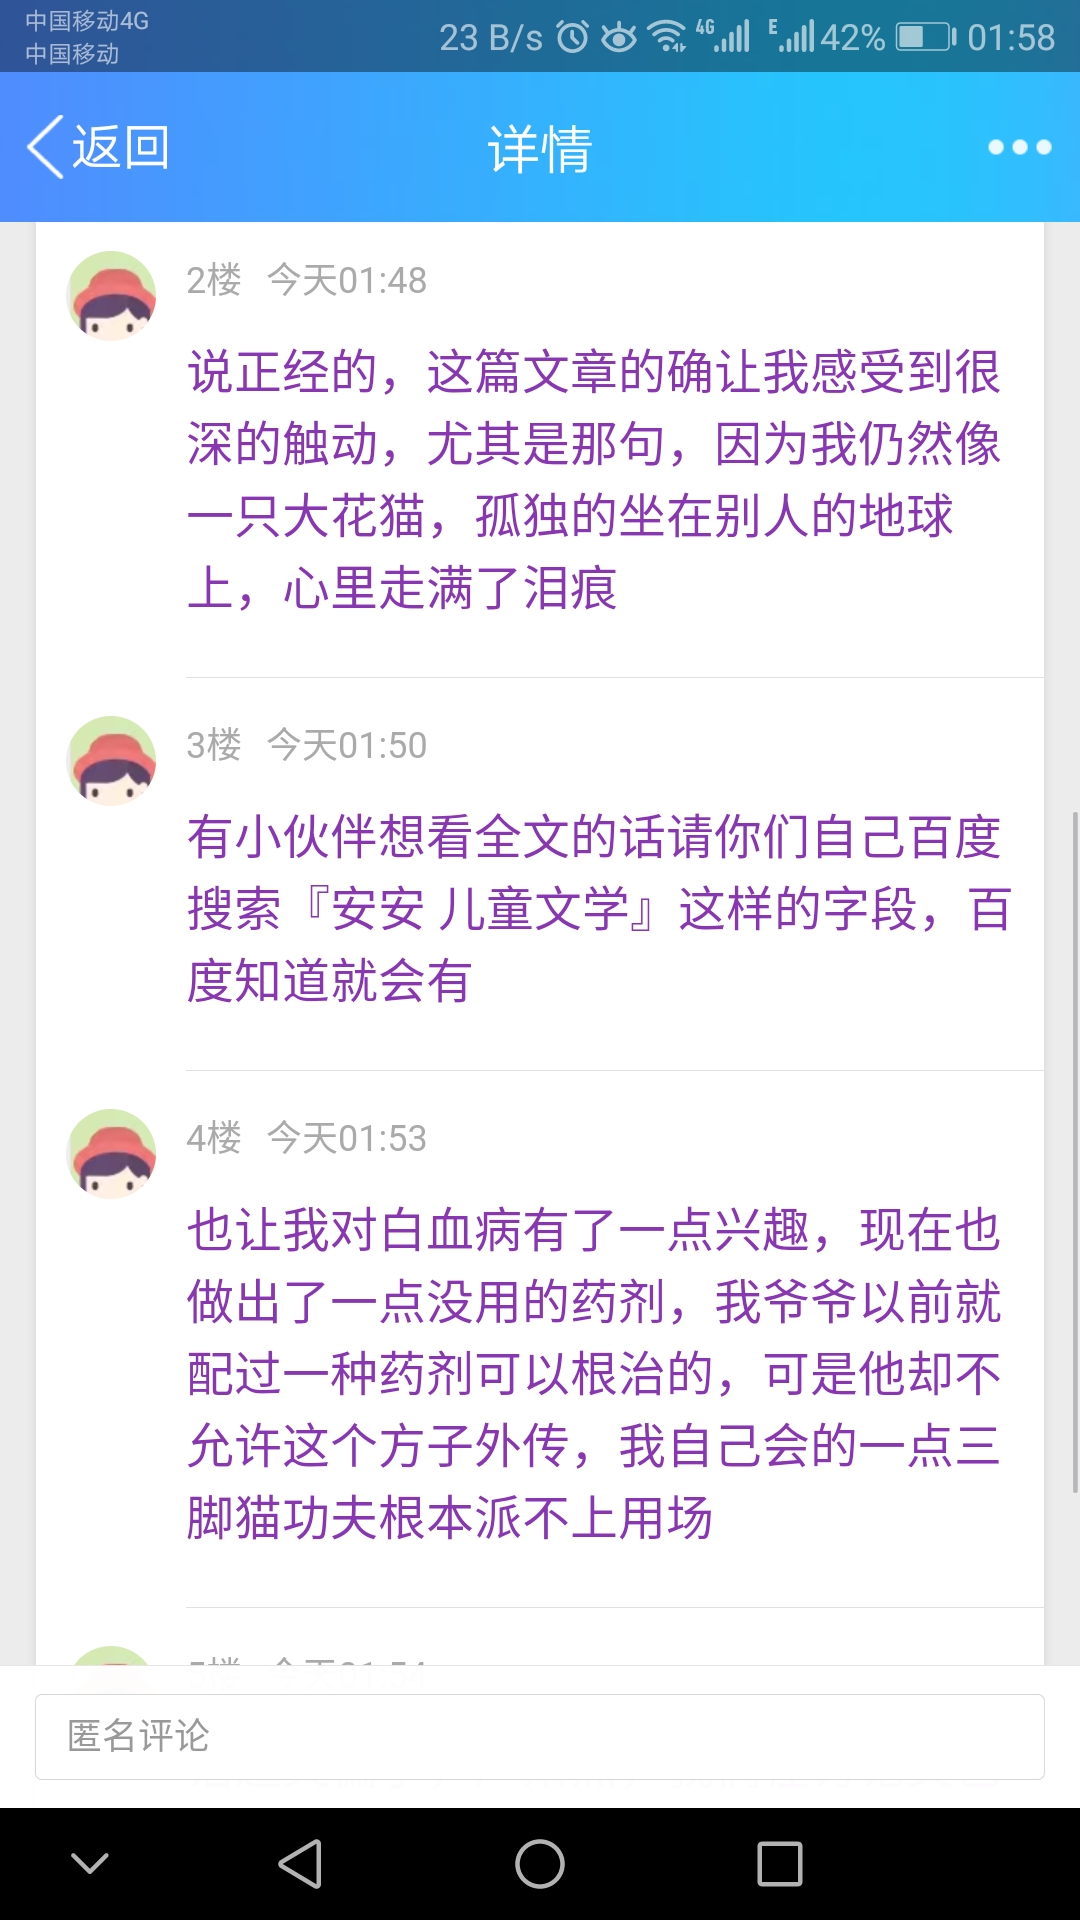 中国移动4G
中国移动
23 B/s 4G E 42% 01:58
返回
详情
2楼 今天01:48
说正经的，这篇文章的确让我感受到很
深的触动，尤其是那句，因为我仍然像
一只大花猫，孤独的坐在别人的地球
上，心里走满了泪痕
3楼 今天01:50
有小伙伴想看全文的话请你们自己百度
搜索『安安 儿童文学』这样的字段，百
度知道就会有
4楼 今天01:53
也让我对白血病有了一点兴趣，现在也
做出了一点没用的药剂，我爷爷以前就
配过一种药剂可以根治的，可是他却不
允许这个方子外传，我自己会的一点三
脚猫功夫根本派不上用场
5楼 今天01:54
匿名评论